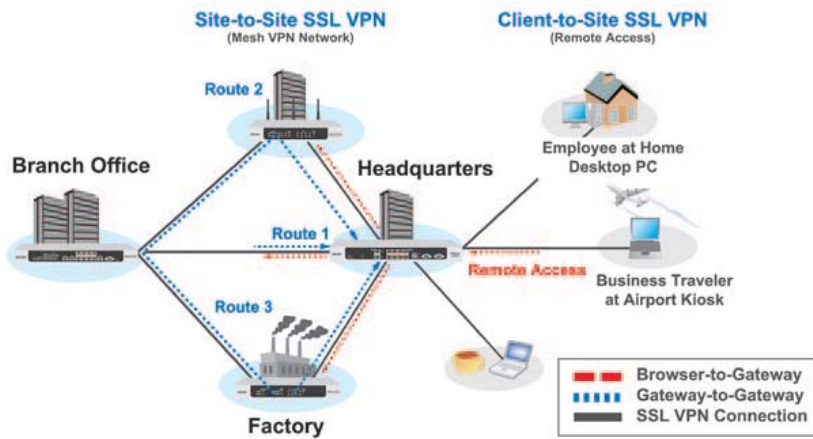 Site-to-Site SSL VPN
(Mesh VPN Network)
Client-to-Site SSL VPN
(Remote Access)
Route 2
Branch Office
Headquarters
Employee at Home
Desktop PC
Route 1
Remote Access
Business Traveler
at Airport Kiosk
Route 3
Factory
Browser-to-Gateway
Gateway-to-Gateway
SSL VPN Connection